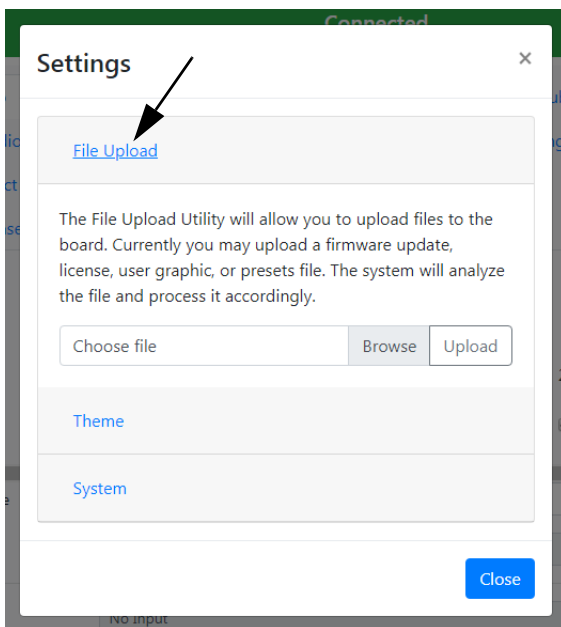 Connected
Settings
×
File Upload
The File Upload Utility will allow you to upload files to the
board. Currently you may upload a firmware update,
license, user graphic, or presets file. The system will analyze
the file and process it accordingly.
Choose file Browse Upload
Theme
System
Close
No Input